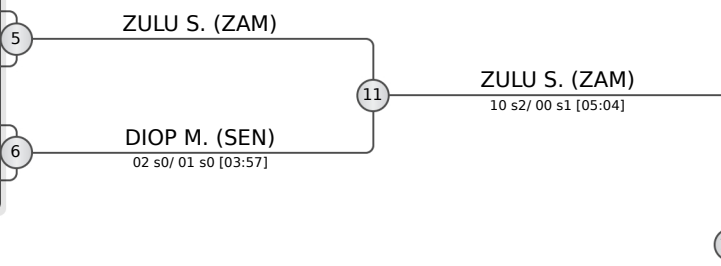 5
ZULU S. (ZAM)
11
ZULU S. (ZAM)
10 s2/ 00 s1 [05:04]
6
DIOP M. (SEN)
02 s0/ 01 s0 [03:57]